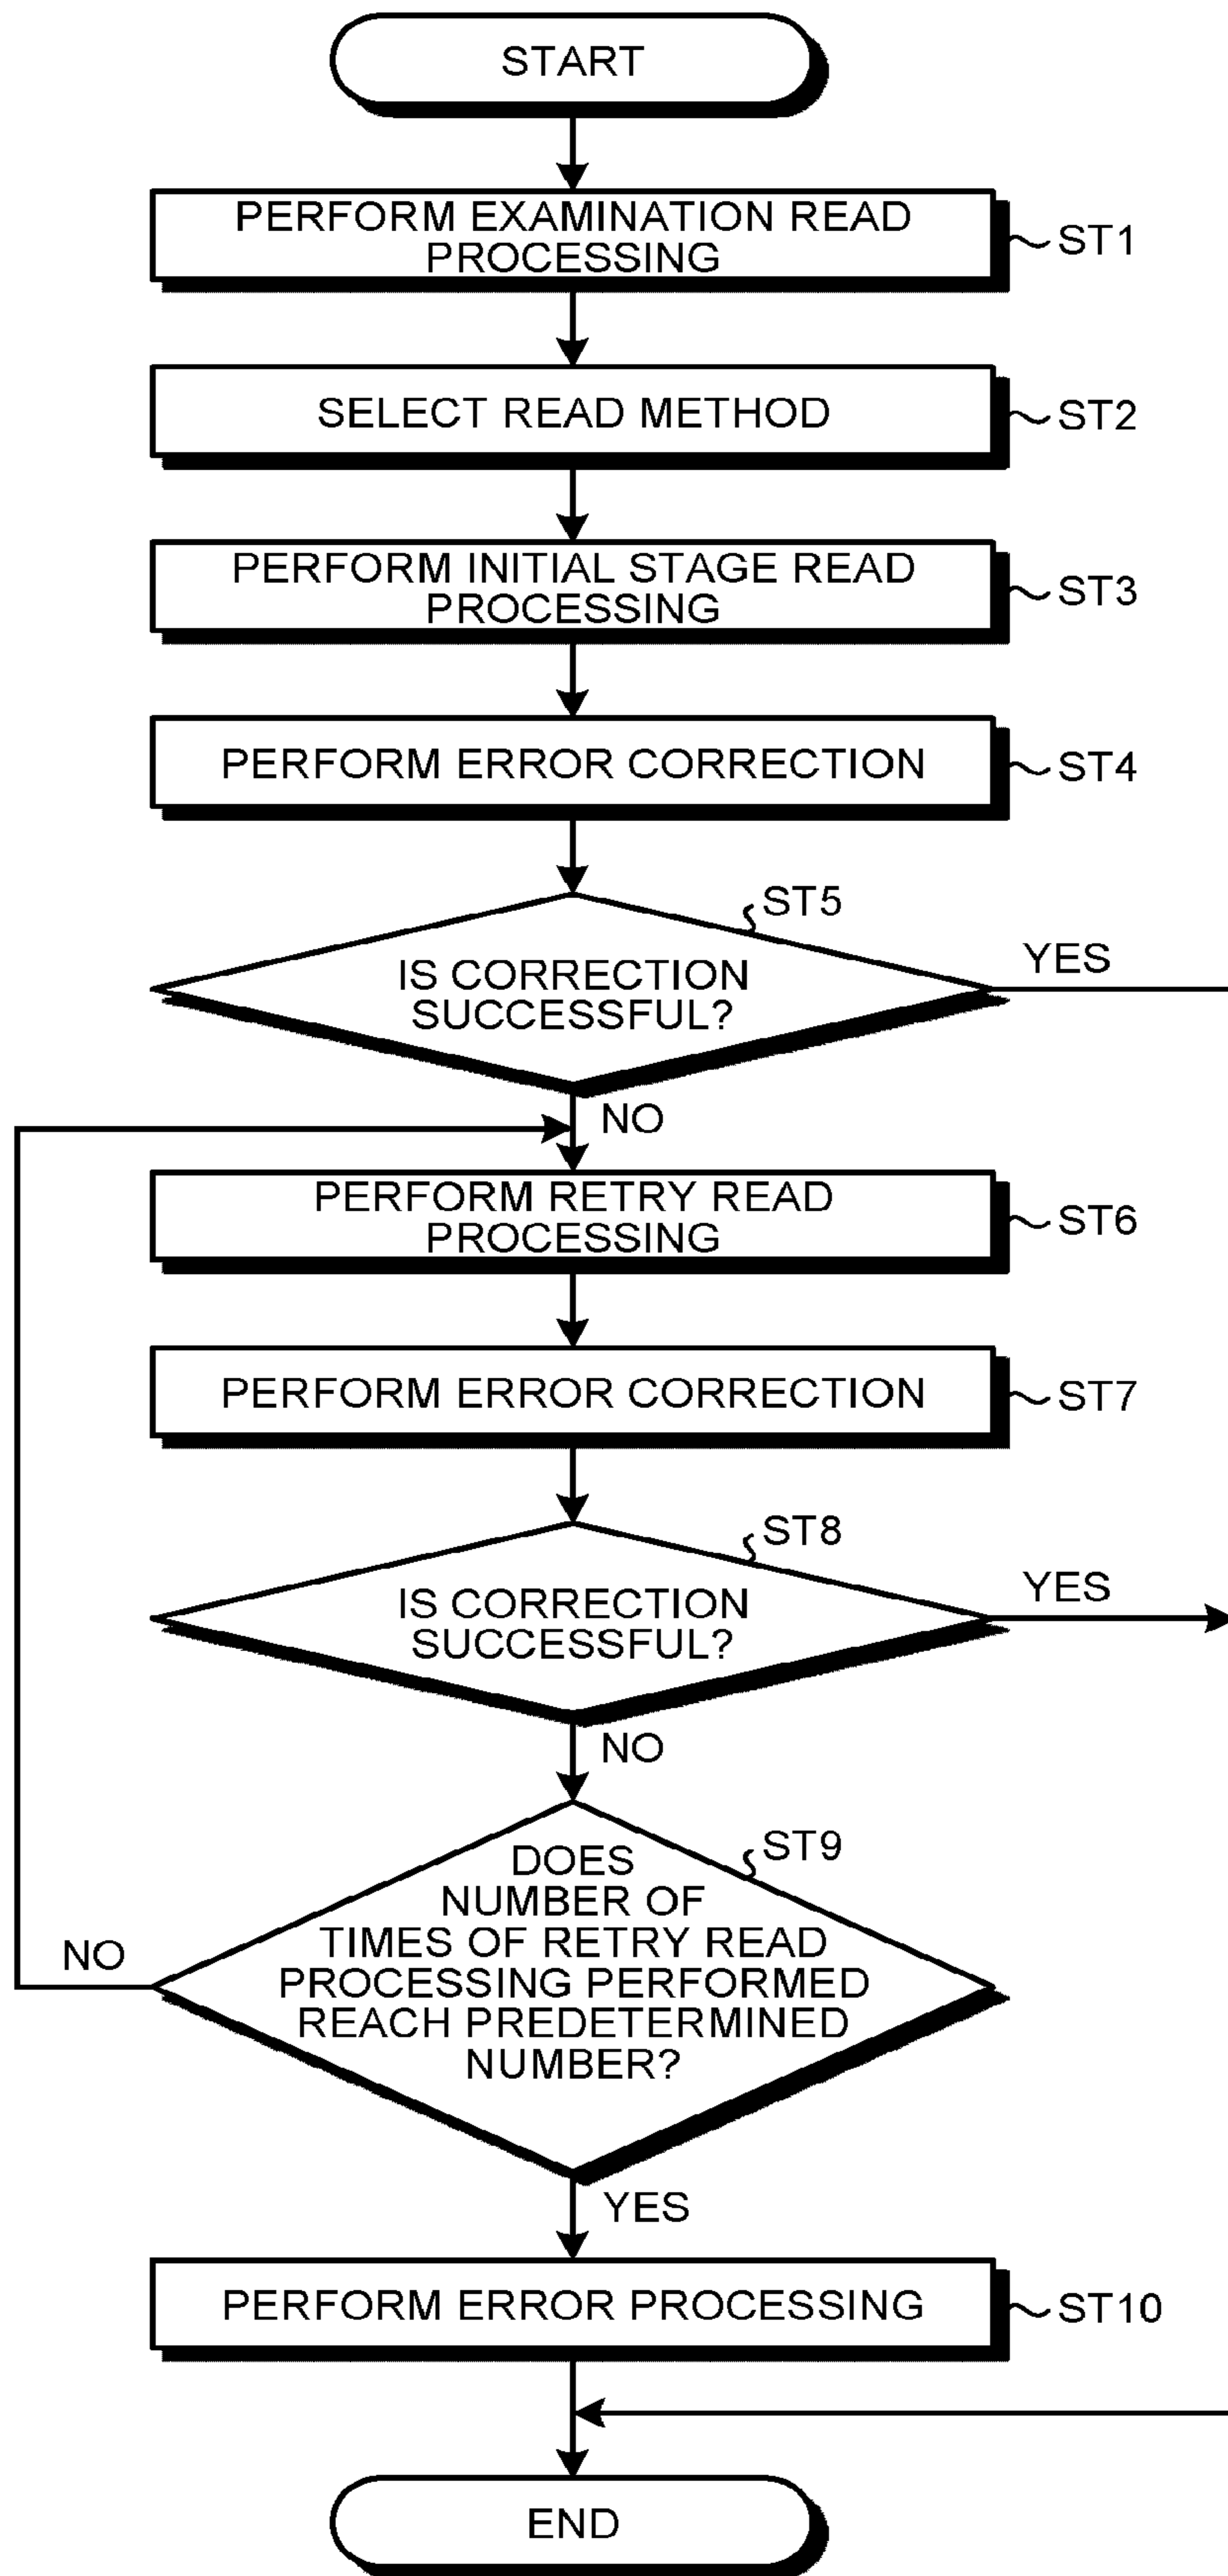 START
PERFORM EXAMINATION READ
PROCESSING
ST1
SELECT READ METHOD
ST2
PERFORM INITIAL STAGE READ
PROCESSING
ST3
PERFORM ERROR CORRECTION
ST4
ST5
IS CORRECTION
SUCCESSFUL?
YES
NO
PERFORM RETRY READ
PROCESSING
ST6
PERFORM ERROR CORRECTION
ST7
ST8
IS CORRECTION
SUCCESSFUL?
YES
NO
ST9
DOES
NUMBER OF
TIMES OF RETRY READ
PROCESSING PERFORMED
REACH PREDETERMINED
NUMBER?
NO
YES
PERFORM ERROR PROCESSING
ST10
END